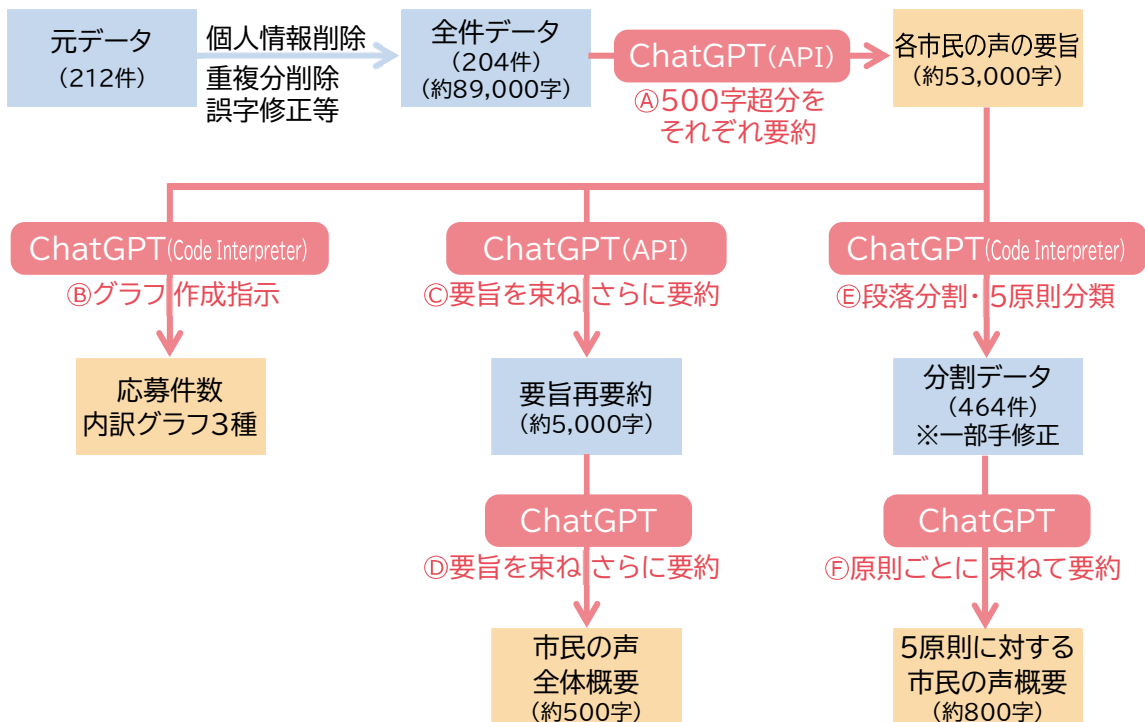 元データ
(212件)
個人情報削除
重複分削除
誤字修正等
全件データ
(204件)
(約89,000字)
ChatGPT(API)
Ⓐ500字超分を
それぞれ要約
各市民の声の要旨
(約53,000字)
ChatGPT(Code Interpreter)
Ⓑグラフ作成指示
応募件数
内訳グラフ3種
ChatGPT(API)
Ⓒ要旨を束ねさらに要約
要旨再要約
(約5,000字)
ChatGPT
Ⓓ要旨を束ねさらに要約
市民の声
全体概要
(約500字)
ChatGPT(Code Interpreter)
Ⓔ段落分割・5原則分類
分割データ
(464件)
※一部手修正
ChatGPT
Ⓕ原則ごとに束ねて要約
5原則に対する
市民の声概要
(約800字)